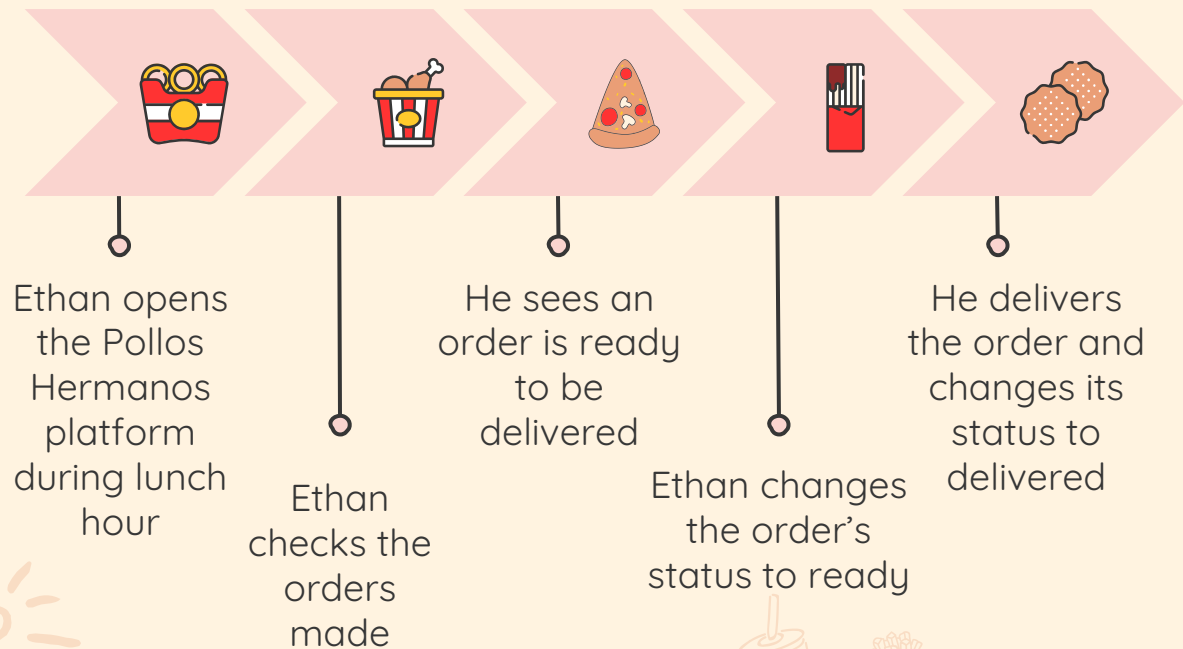 Ethan opens
the Pollos
Hermanos
platform
during lunch
hour
Ethan
checks the
orders
made
He sees an
order is ready
to be
delivered
Ethan changes
the order’s
status to ready
He delivers
the order and
changes its
status to
delivered